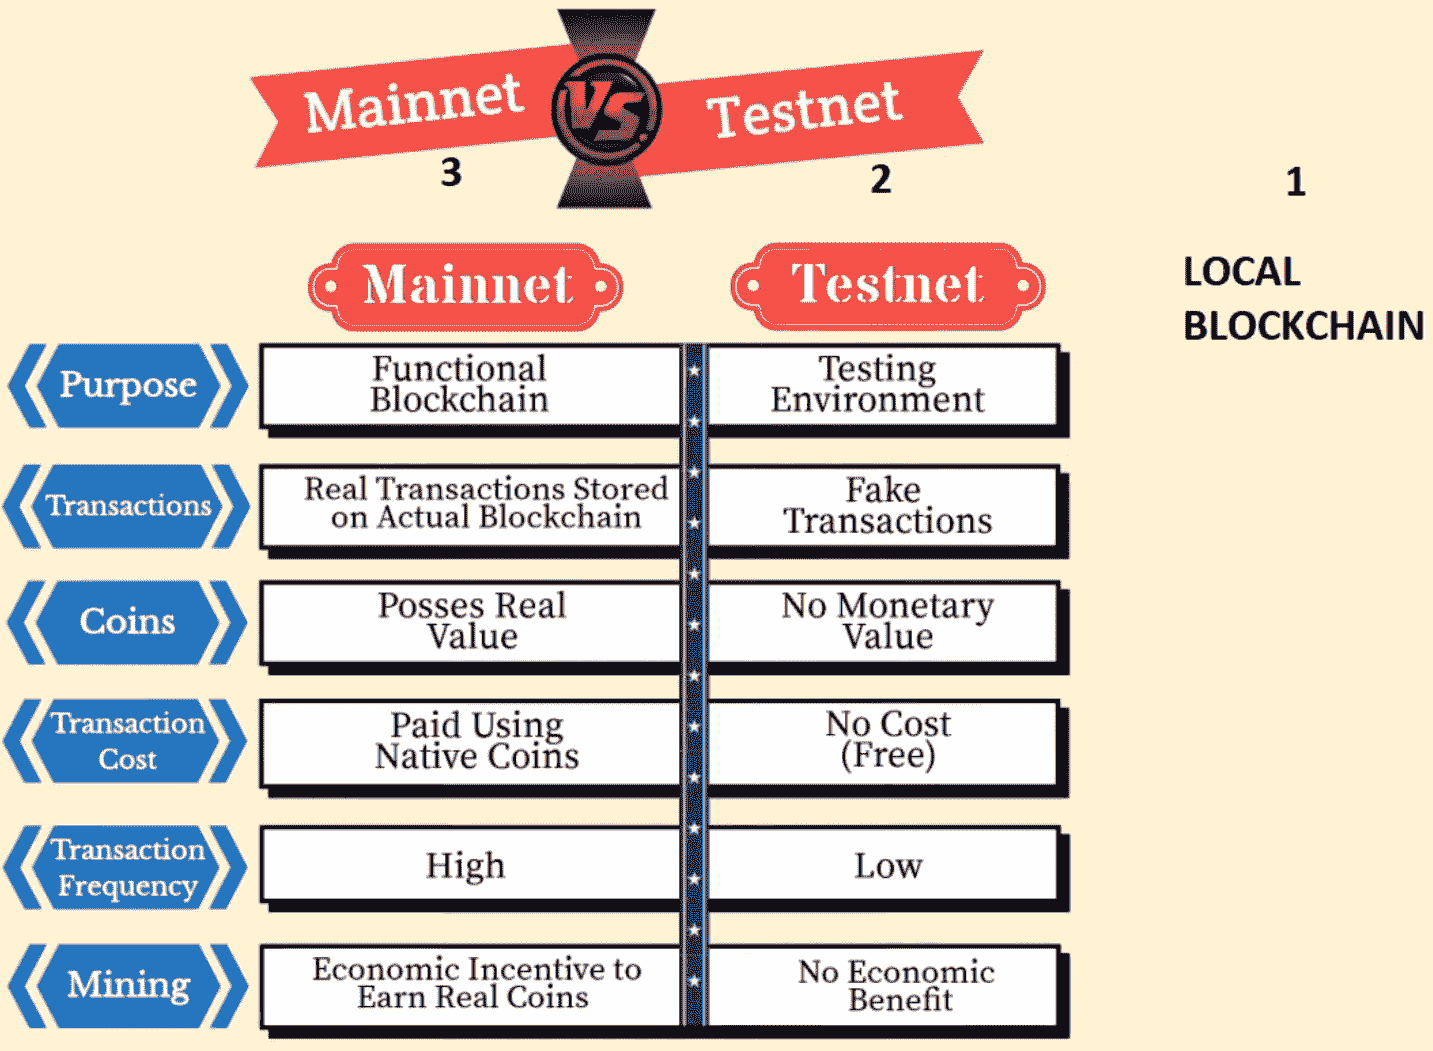 Mainnet
VS
Testnet
3
2
1
Mainnet
Testnet
LOCAL
BLOCKCHAIN
Purpose
Functional
Blockchain
Testing
Environment
Transactions
Real Transactions Stored
on Actual Blockchain
Fake
Transactions
Coins
Posses Real
Value
No Monetary
Value
Transaction
Cost
Paid Using
Native Coins
No Cost
(Free)
Transaction
Frequency
High
Low
Mining
Economic Incentive to
Earn Real Coins
No Economic
Benefit